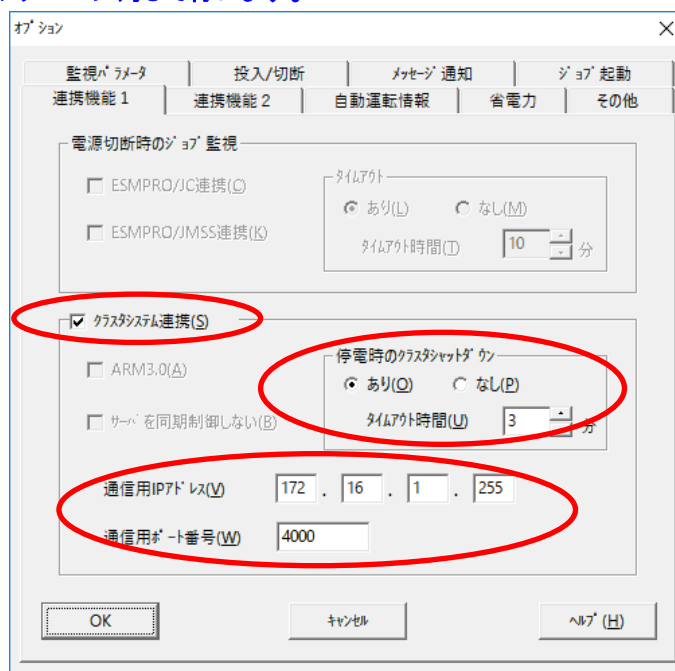 オプション ×
監視パラメータ 投入/切断 メッセージ通知 ジョブ起動
連携機能1 連携機能2 自動運転情報 省電力 その他
電源切断時のジョブ監視
ESMPRO/JC連携(C)
ESMPRO/JMSS連携(K)
タイムアウト
あり(L) なし(M)
タイムアウト時間(T) 10 分
クラスタシステム連携(S)
ARM3.0(A)
サーバを同期制御しない(B)
停電時のクラスタシャットダウン
あり(O) なし(P)
タイムアウト時間(U) 3 分
通信用IPアドレス(V) 172 . 16 . 1 . 255
通信用ポート番号(W) 4000
OK キャンセル ヘルプ(H)